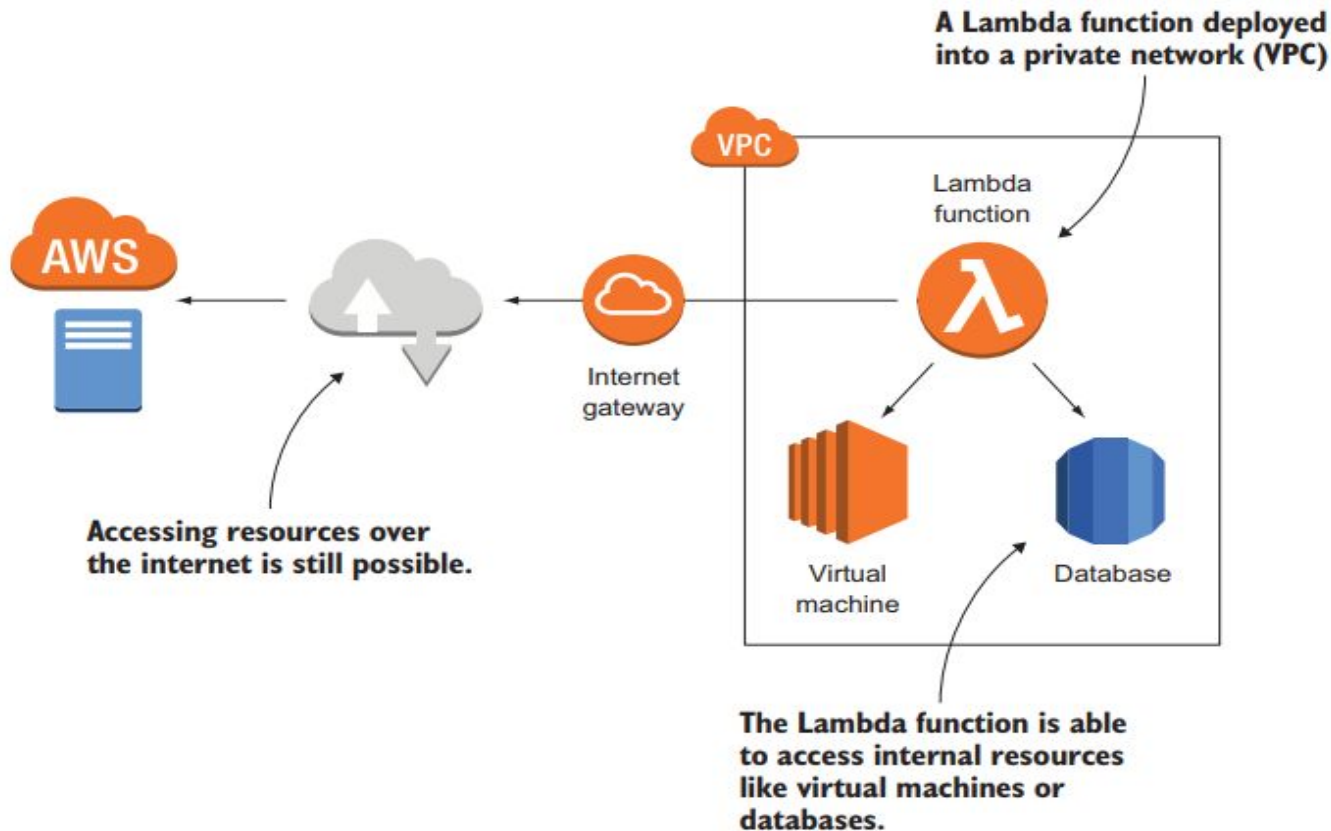 A Lambda function deployed
into a private network (VPC)
VPC
Lambda
function
AWS
Internet
gateway
Accessing resources over
the internet is still possible.
Virtual
machine
Database
The Lambda function is able
to access internal resources
like virtual machines or
databases.